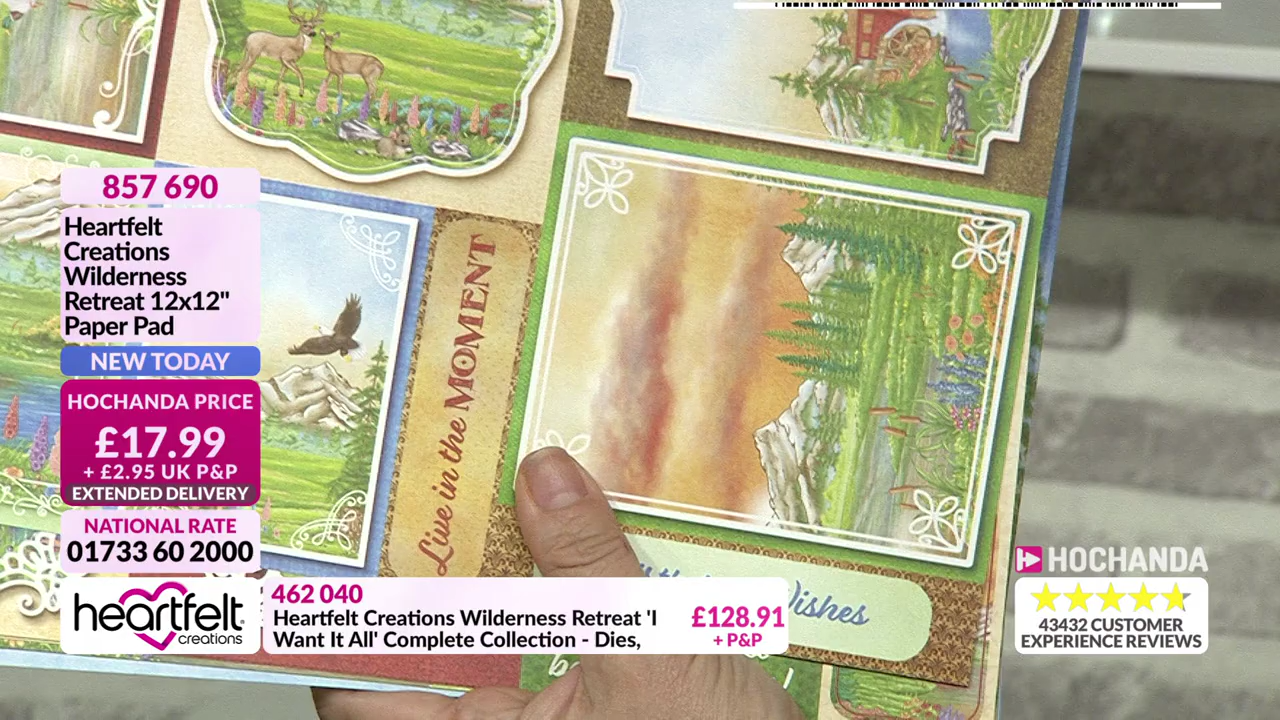 857 690
Heartfelt
Creations
Wilderness
Retreat 12x12"
Paper Pad
NEW TODAY
HOCHANDA PRICE
£17.99
+ £2.95 UK P&P
EXTENDED DELIVERY
NATIONAL RATE
01733 60 2000
heartfelt
creations
462 040
Heartfelt Creations Wilderness Retreat 'I
Want It All' Complete Collection - Dies,
£128.91
+ P&P
HOCHANDA
43432 CUSTOMER
EXPERIENCE REVIEWS
Live in the MOMENT
Wishes